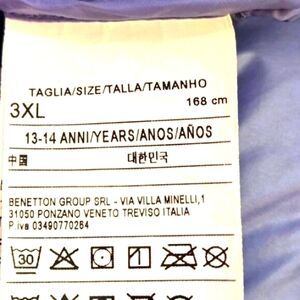 TAGLIA/SIZE/TALLA/TAMANHO
3XL 168 cm
13-14 ANNI/YEARS/ANOS/AÑOS
中国 대한민국
BENETTON GROUP SRL - VIA VILLA MINELLI,1
31050 PONZANO VENETO TREVISO ITALIA
P.iva 03490770264
30